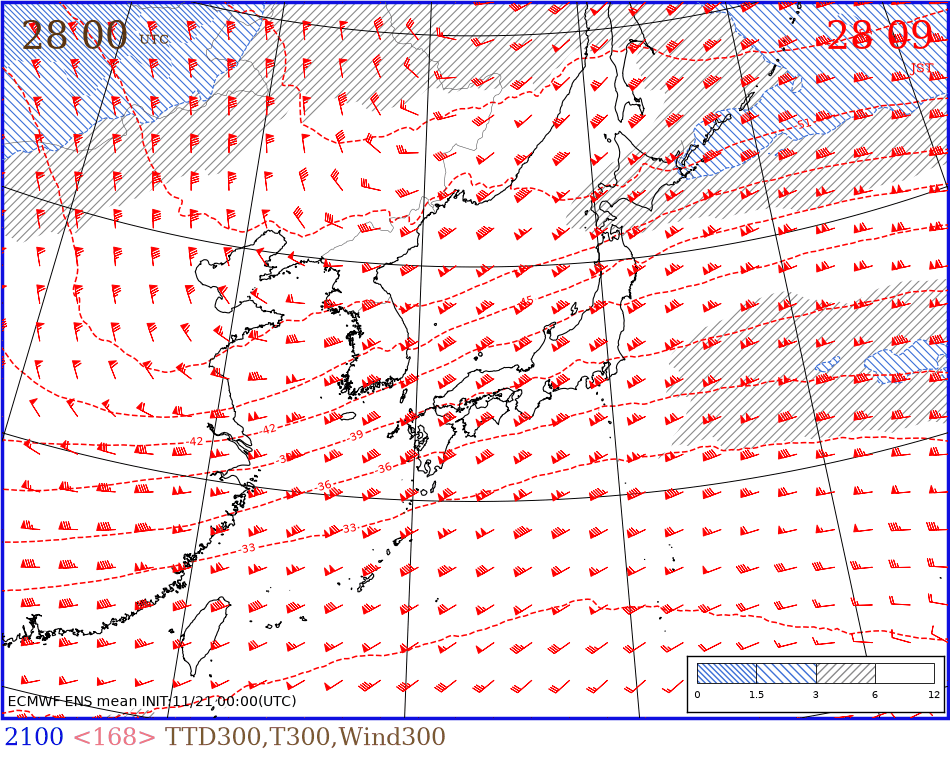 28 00 UTC
28 09 JST
-51
-45
-42
-42
-39
-39
-36
-36
-33
-33
ECMWF ENS mean INIT:11/21 00:00(UTC)
0 1.5 3 6 12
2100 <168> TTD300,T300,Wind300